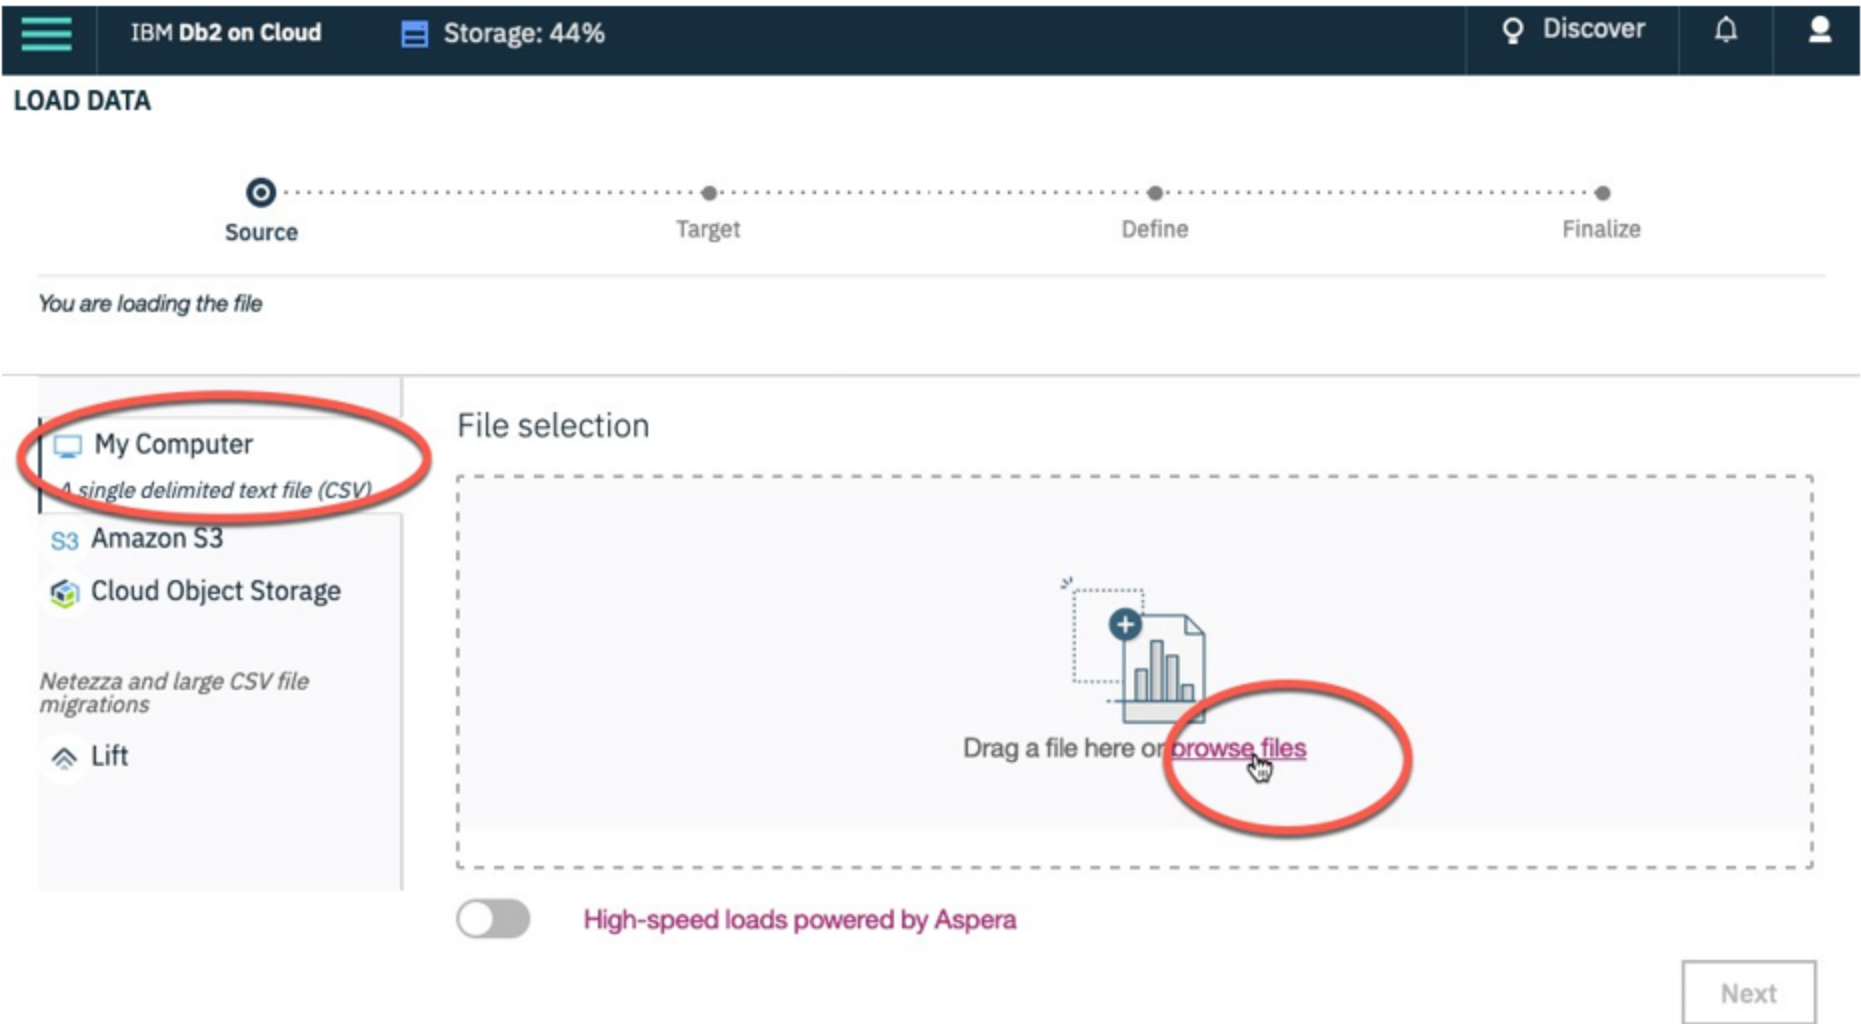 IBM Db2 on Cloud
Storage: 44%
Discover
LOAD DATA
Source
Target
Define
Finalize
You are loading the file
My Computer
A single delimited text file (CSV)
S3 Amazon S3
Cloud Object Storage
Netezza and large CSV file
migrations
Lift
File selection
Drag a file here or browse files
High-speed loads powered by Aspera
Next